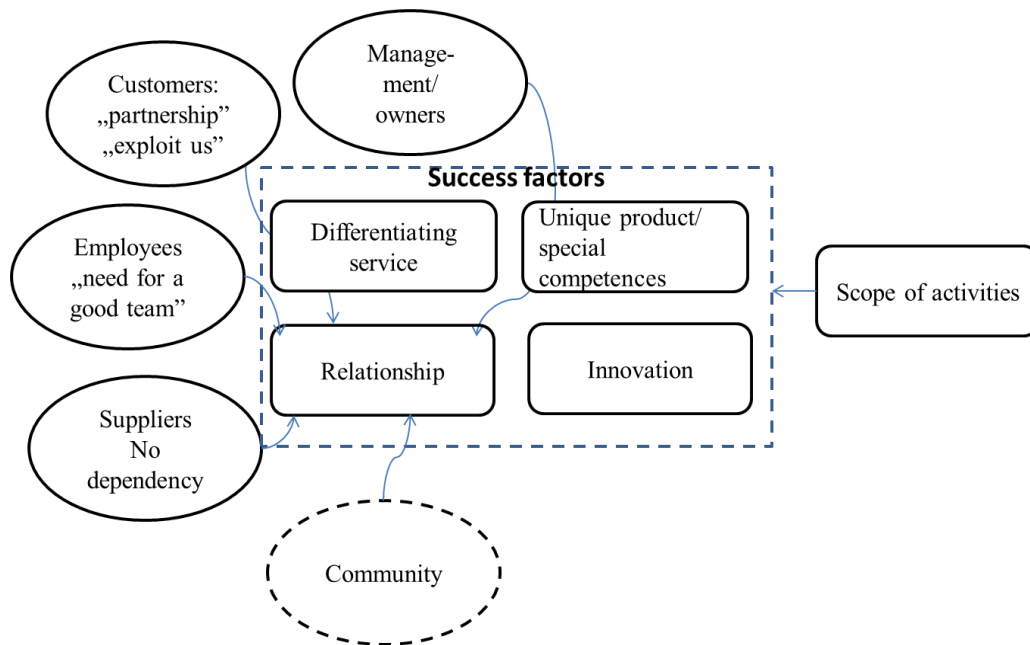 Manage-
ment/
owners
Customers:
„partnership”
„exploit us”
Success factors
Differentiating
service
Unique product/
special
competences
Employees
„need for a
good team”
Scope of activities
Relationship
Innovation
Suppliers
No
dependency
Community